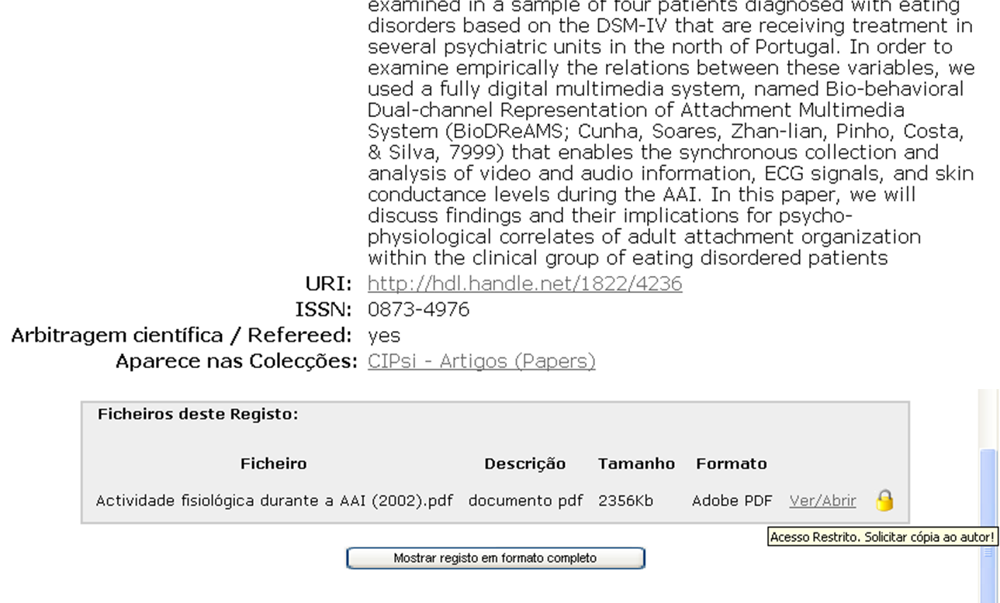 examined in a sample of four patients diagnosed with eating
disorders based on the DSM-IV that are receiving treatment in
several psychiatric units in the north of Portugal. In order to
examine empirically the relations between these variables, we
used a fully digital multimedia system, named Bio-behavioral
Dual-channel Representation of Attachment Multimedia
System (BioDReAMS; Cunha, Soares, Zhan-lian, Pinho, Costa,
& Silva, 7999) that enables the synchronous collection and
analysis of video and audio information, ECG signals, and skin
conductance levels during the AAI. In this paper, we will
discuss findings and their implications for psycho-
physiological correlates of adult attachment organization
within the clinical group of eating disordered patients
URI: http://hdl.handle.net/1822/4236
ISSN: 0873-4976
Arbitragem científica / Refereed: yes
Aparece nas Colecções: CIPsi - Artigos (Papers)
Ficheiros deste Registo:
Ficheiro Descrição Tamanho Formato
Actividade fisiológica durante a AAI (2002).pdf documento pdf 2356Kb Adobe PDF Ver/Abrir
Acesso Restrito. Solicitar cópia ao autor!
Mostrar registo em formato completo